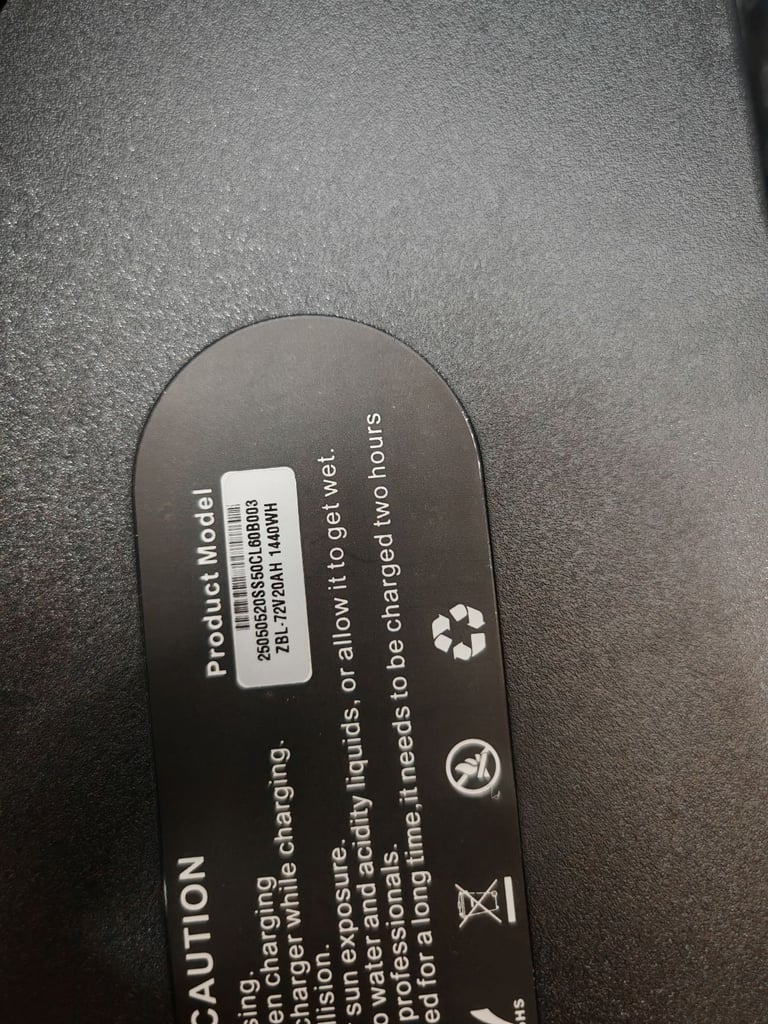 Product Model
25050520SS50CL60B003
ZBL-72V20AH 1440WH
CAUTION
sing.
en charging
charger while charging.
llision.
sun exposure.
o water and acidity liquids, or allow it to get wet.
professionals.
ed for a long time,it needs to be charged two hours
OHS